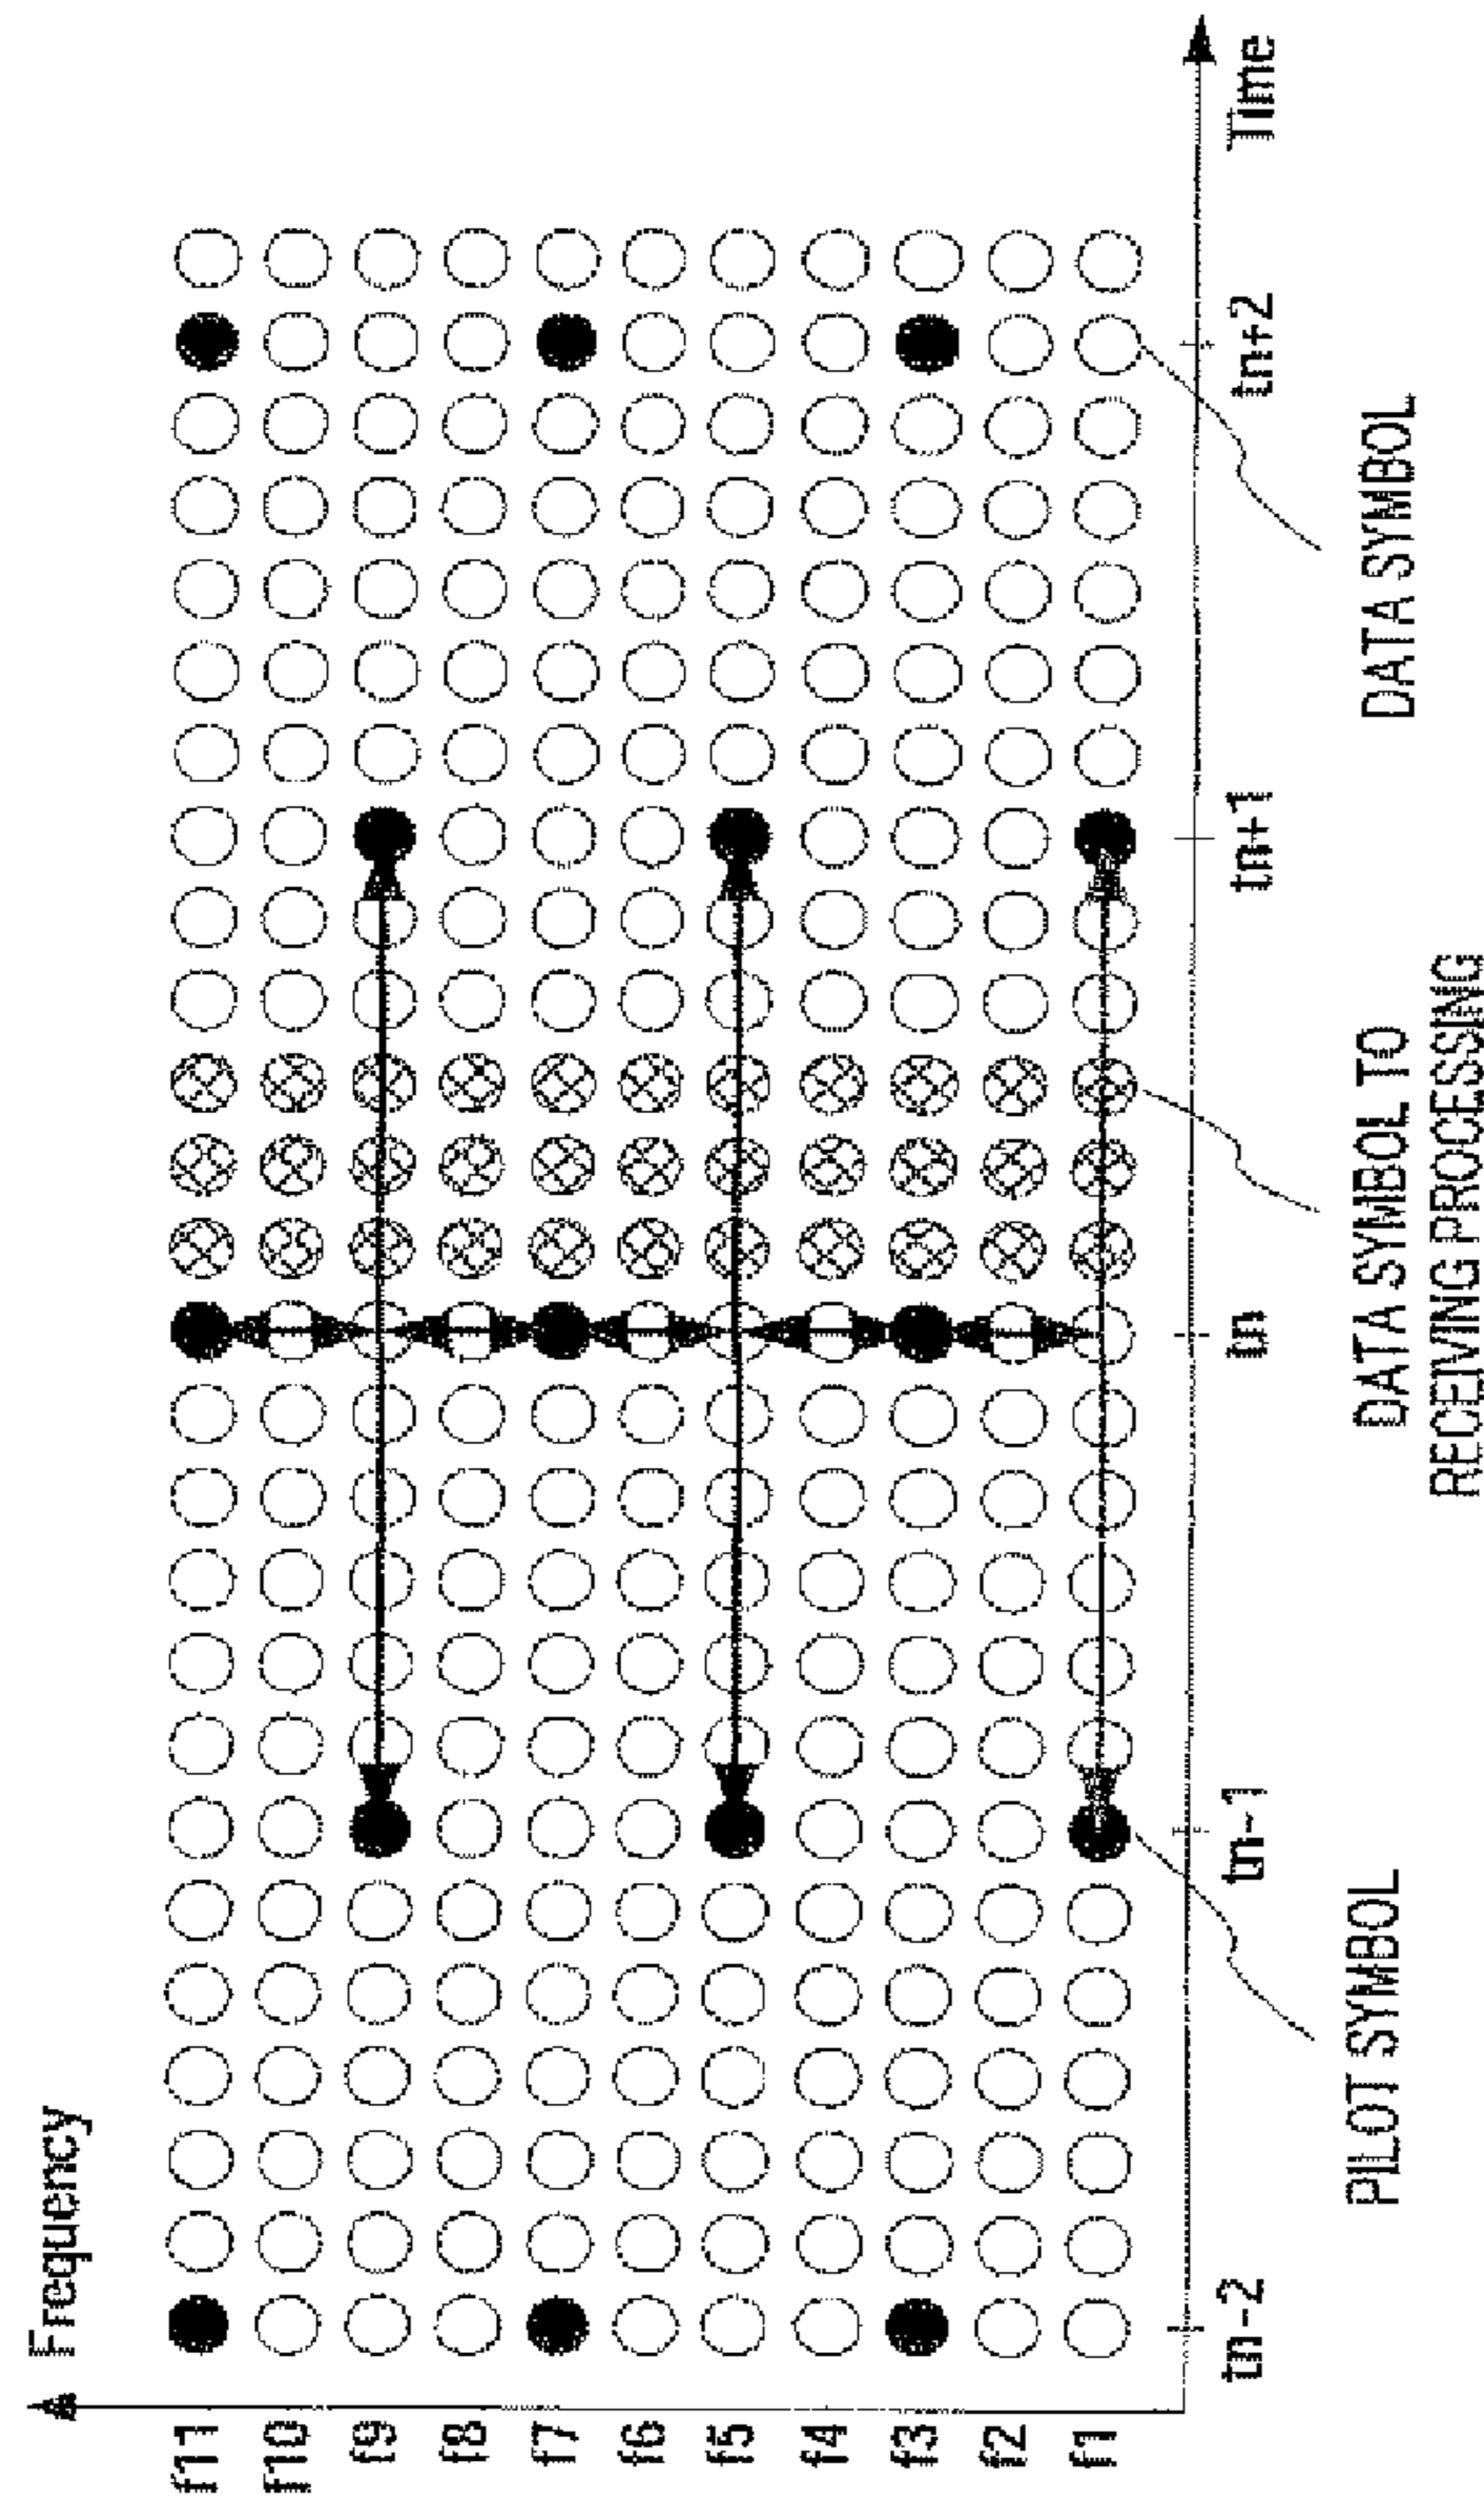 Frequency
f11
f10
f9
f8
f7
f6
f5
f4
f3
f2
f1
tn-2
tn-1
tn
tn+1
tn+2
Time
PILOT SYMBOL
DATA SYMBOL TO
RECEIVING PROCESSING
DATA SYMBOL